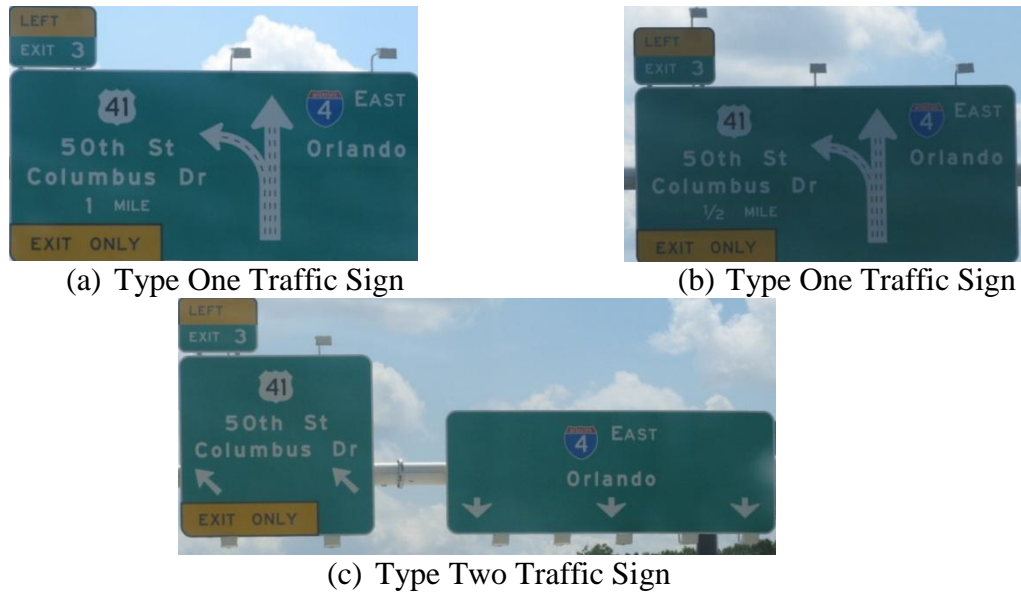 LEFT
EXIT 3
41
50th St
Columbus Dr
1 MILE
EXIT ONLY
4 EAST
Orlando
(a) Type One Traffic Sign
LEFT
EXIT 3
41
50th St
Columbus Dr
1/2 MILE
EXIT ONLY
4 EAST
Orlando
(b) Type One Traffic Sign
LEFT
EXIT 3
41
50th St
Columbus Dr
EXIT ONLY
4 EAST
Orlando
(c) Type Two Traffic Sign